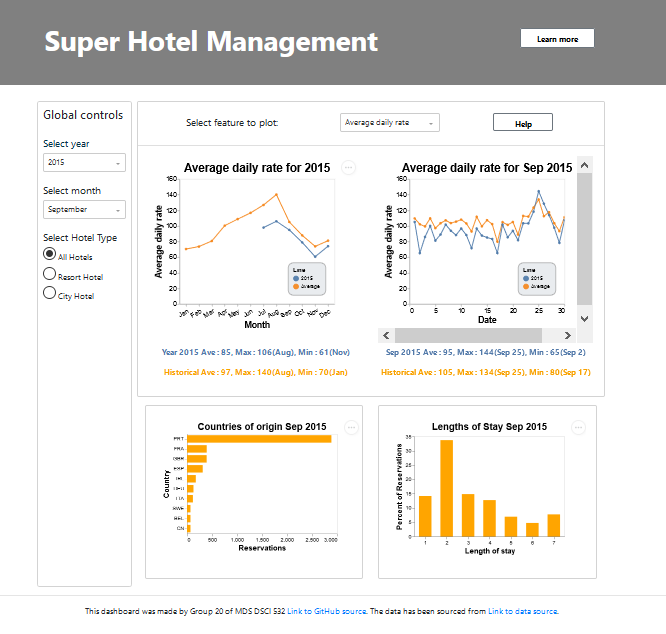 Super Hotel Management
Learn more
Global controls
Select year
2015
Select month
September
Select Hotel Type
All Hotels
Resort Hotel
City Hotel
Select feature to plot:
Average daily rate
Help
Average daily rate for 2015
Average daily rate
160
140
120
100
80
60
40
20
0
Jan Feb Mar Apr May Jun Jul Aug Sep Oct Nov Dec
Month
Line
2015
Average
Average daily rate for Sep 2015
Average daily rate
160
140
120
100
80
60
40
20
0
0 5 10 15 20 25 30
Date
Line
2015
Average
Year 2015 Ave : 85, Max : 106(Aug), Min : 61(Nov)
Historical Ave : 97, Max : 140(Aug), Min : 70(Jan)
Sep 2015 Ave : 95, Max : 144(Sep 25), Min : 65(Sep 2)
Historical Ave : 105, Max : 134(Sep 25), Min : 80(Sep 17)
Countries of origin Sep 2015
Country
PRT
FRA
GBR
ESP
IRL
DEU
ITA
SWE
BEL
CN
0 500 1,000 1,500 2,000 2,500 3,000
Reservations
Lengths of Stay Sep 2015
Percent of Reservations
35
30
25
20
15
10
5
0
1 2 3 4 5 6 7
Length of stay
This dashboard was made by Group 20 of MDS DSCI 532 Link to GitHub source. The data has been sourced from Link to data source.